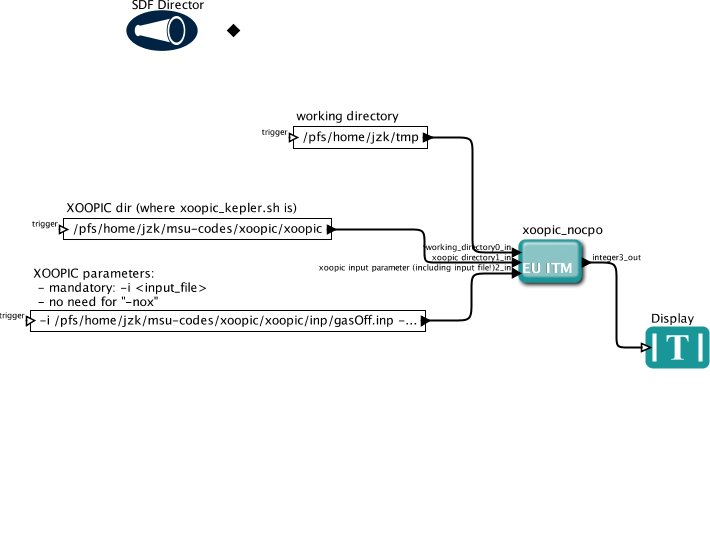 SDF Director
working directory
trigger
/pfs/home/jzk/tmp
XOOPIC dir (where xoopic_kepler.sh is)
trigger
/pfs/home/jzk/msu-codes/xoopic/xoopic
xoopic_nocpo
working_directory0_in
xoopic directory1_in
xoopic input parameter (including input file!)2_in
EU ITM
integer3_out
XOOPIC parameters:
- mandatory: -i <input_file>
- no need for "-nox"
trigger
-i /pfs/home/jzk/msu-codes/xoopic/xoopic/inp/gasOff.inp -...
Display
T